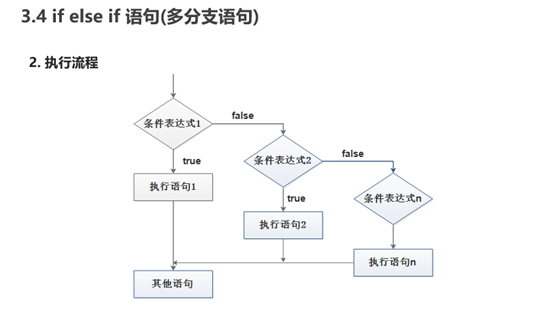 3.4 if else if 语句(多分支语句)
2. 执行流程
条件表达式1
false
true
执行语句1
条件表达式2
false
true
执行语句2
条件表达式n
执行语句n
其他语句